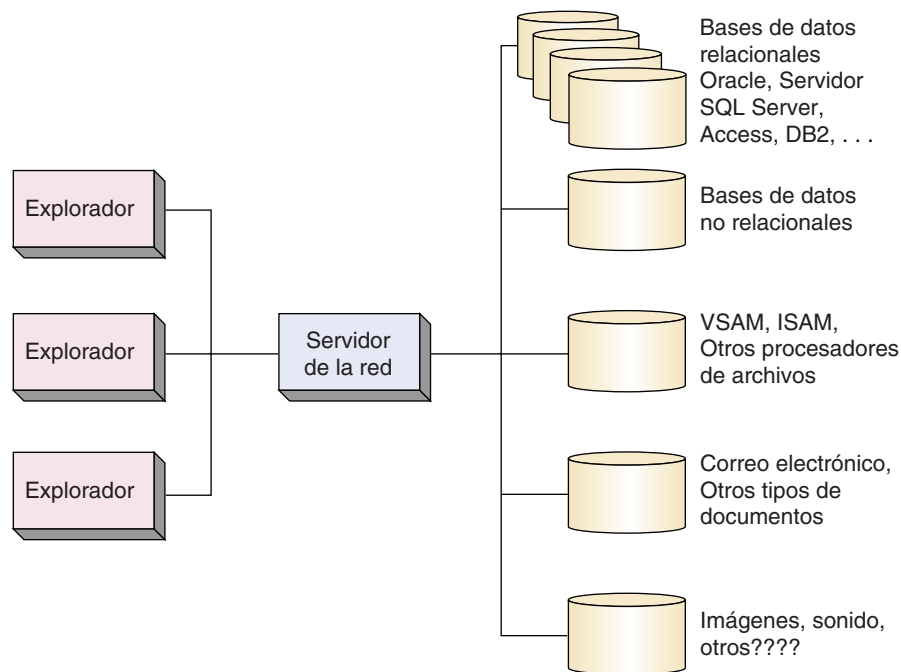 Bases de datos
relacionales
Oracle, Servidor
SQL Server,
Access, DB2, . . .
Explorador
Bases de datos
no relacionales
Explorador
Servidor
de la red
VSAM, ISAM,
Otros procesadores
de archivos
Explorador
Correo electrónico,
Otros tipos de
documentos
Imágenes, sonido,
otros????